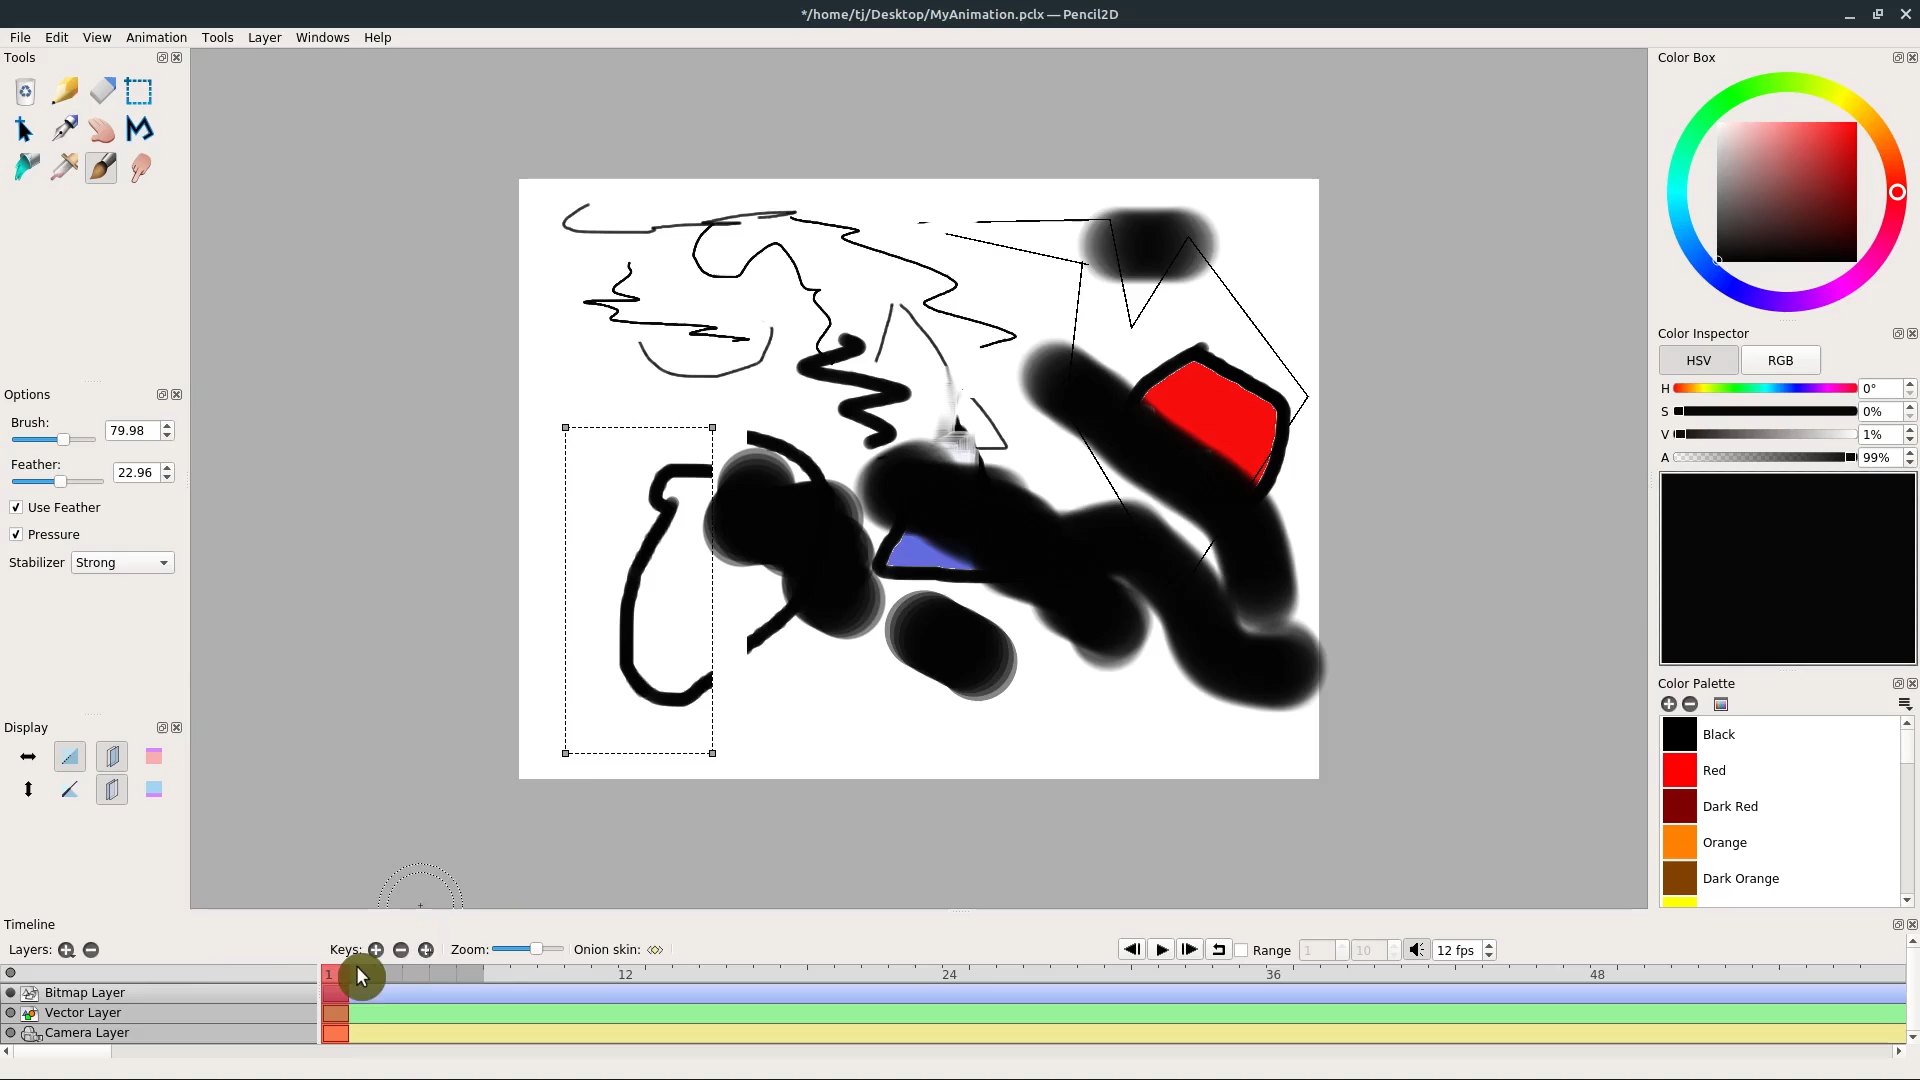 */home/tj/Desktop/MyAnimation.pclx — Pencil2D
File Edit View Animation Tools Layer Windows Help
Tools
Options
Brush: 79.98
Feather: 22.96
Use Feather
Pressure
Stabilizer Strong
Display
Color Box
Color Inspector
HSV RGB
H 0°
S 0%
V 1%
A 99%
Color Palette
Black
Red
Dark Red
Orange
Dark Orange
Timeline
Layers: Keys: Zoom: Onion skin: Range 1 10 12 fps
1 12 24 36 48
Bitmap Layer
Vector Layer
Camera Layer